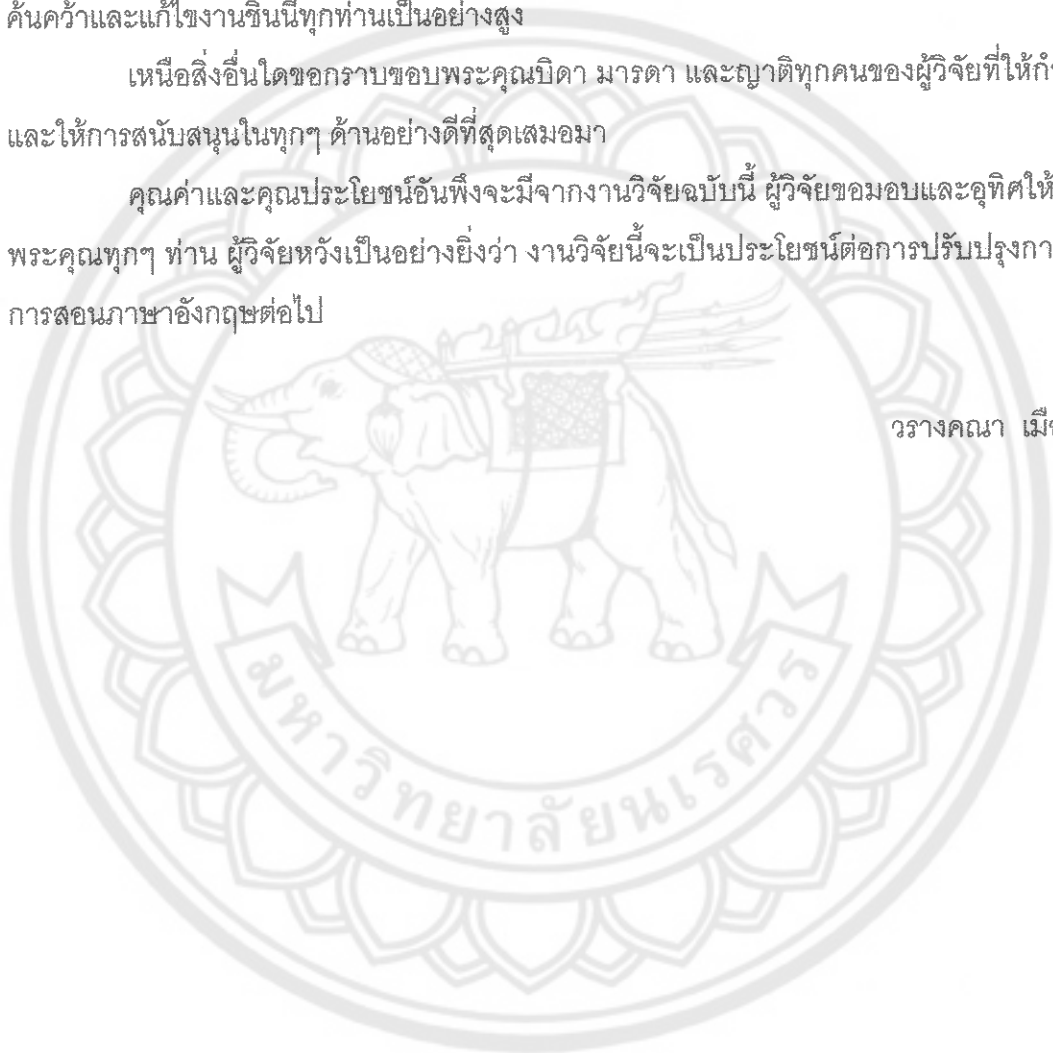 ค้นคว้าและแก้ไขงานชิ้นนี้ทุกท่านเป็นอย่างสูง
เหนือสิ่งอื่นใดขอกราบขอบพระคุณบิดา มารดา และญาติทุกคนของผู้วิจัยที่ให้
และให้การสนับสนุนในทุกๆ ด้านอย่างดีที่สุดเสมอมา
คุณค่าและคุณประโยชน์อันพึงจะมีจากงานวิจัยฉบับนี้ ผู้วิจัยขอมอบและอุทิศให้
พระคุณทุกๆ ท่าน ผู้วิจัยหวังเป็นอย่างยิ่งว่า งานวิจัยนี้จะเป็นประโยชน์ต่อการปรับปรุง
การสอนภาษาอังกฤษต่อไป
วรางคณา
มหาวิทยาลัยนเรศวร